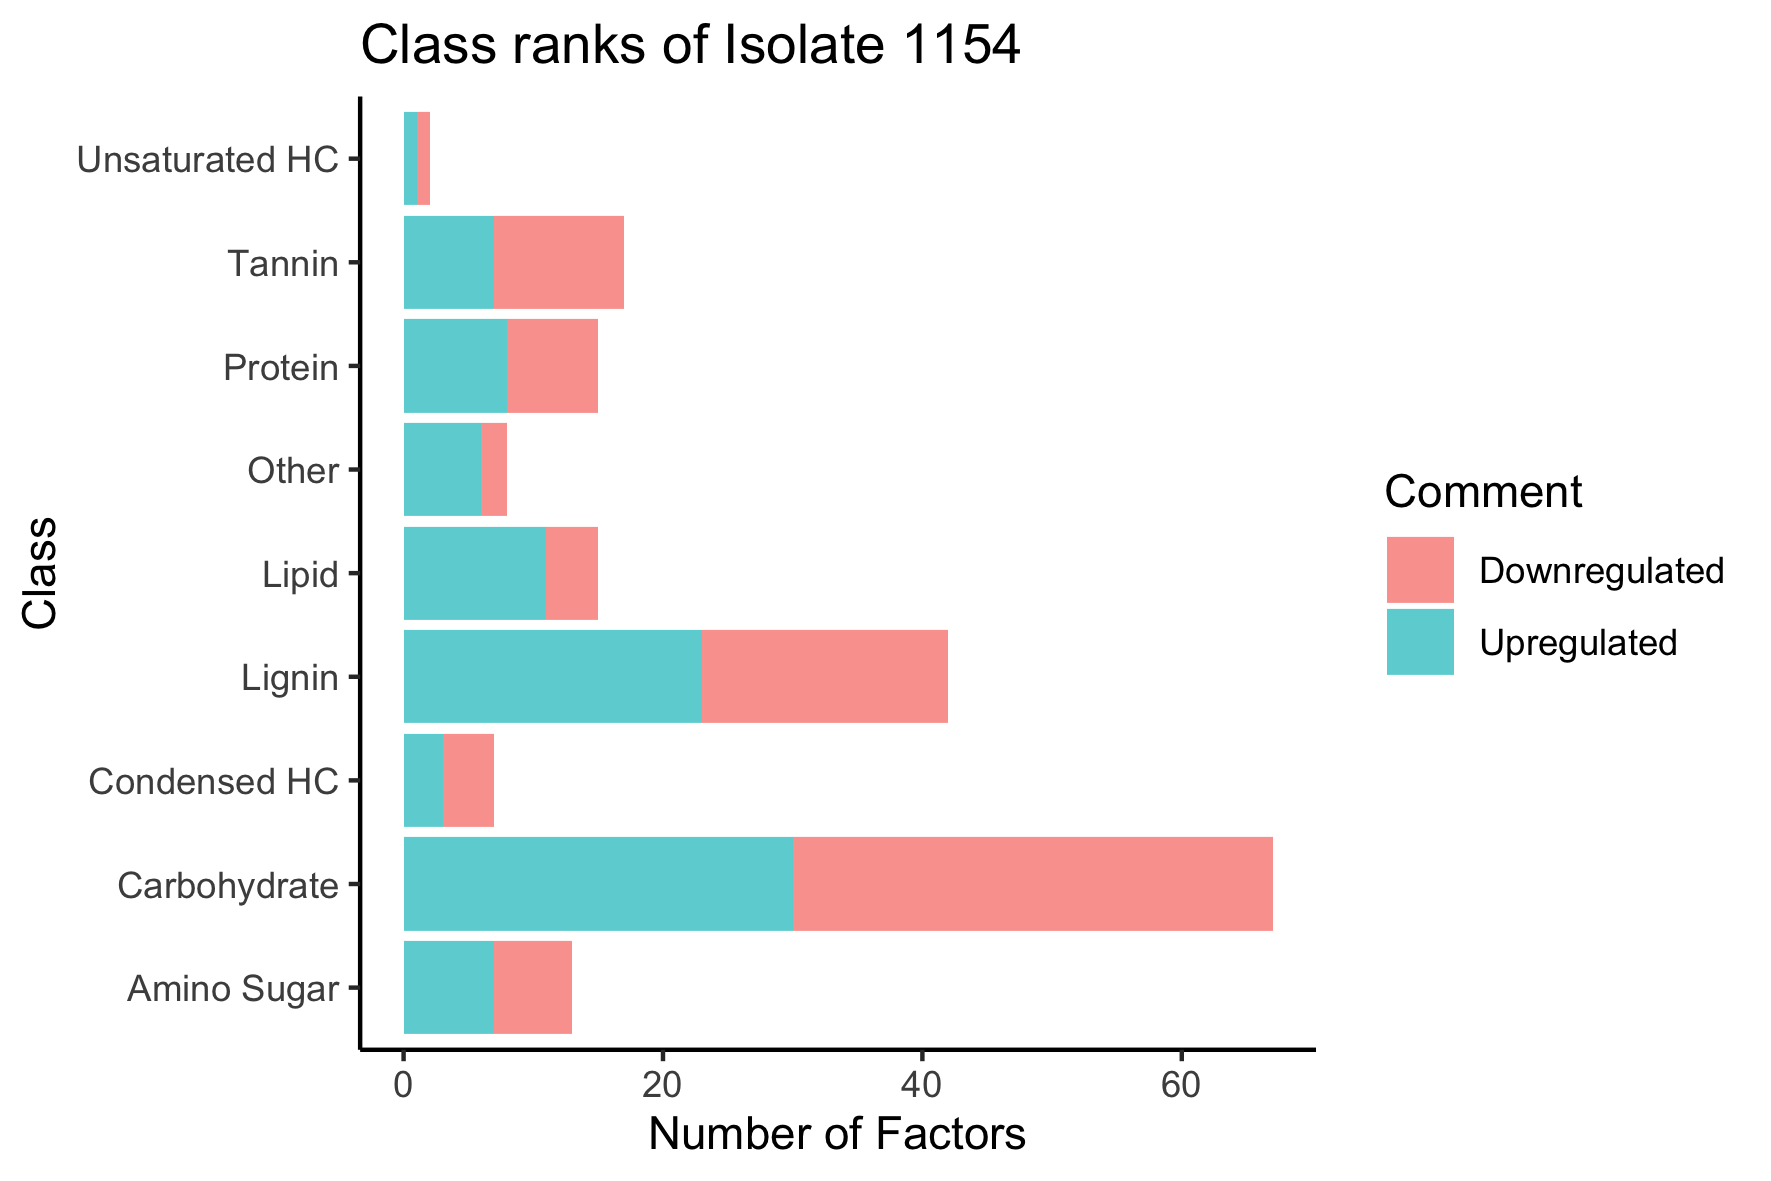 Class ranks of Isolate 1154
Class
Unsaturated HC
Tannin
Protein
Other
Lipid
Lignin
Condensed HC
Carbohydrate
Amino Sugar
0 20 40 60
Number of Factors
Comment
Downregulated
Upregulated